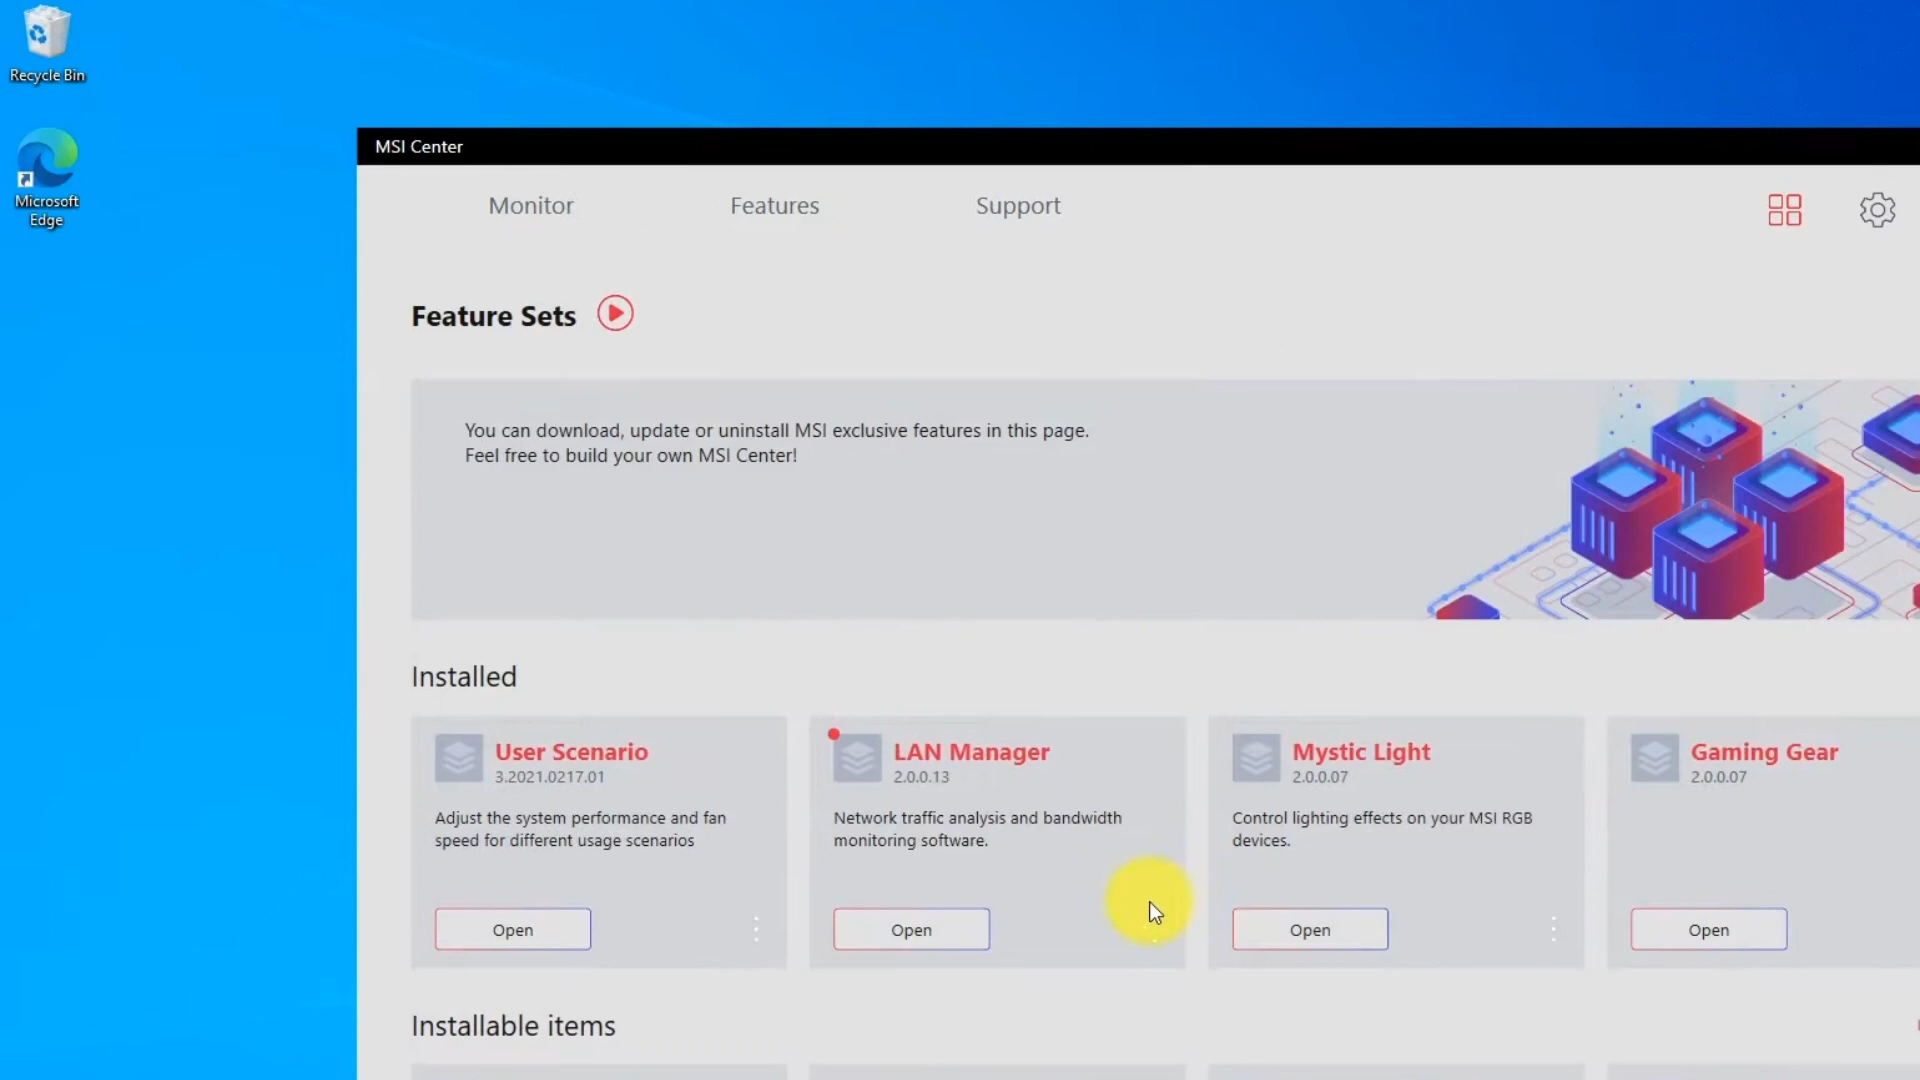 Recycle Bin
Microsoft
Edge
MSI Center
Monitor
Features
Support
Feature Sets
You can download, update or uninstall MSI exclusive features in this page.
Feel free to build your own MSI Center!
Installed
User Scenario
3.2021.0217.01
Adjust the system performance and fan
speed for different usage scenarios
Open
LAN Manager
2.0.0.13
Network traffic analysis and bandwidth
monitoring software.
Open
Mystic Light
2.0.0.07
Control lighting effects on your MSI RGB
devices.
Open
Gaming Gear
2.0.0.07
Open
Installable items